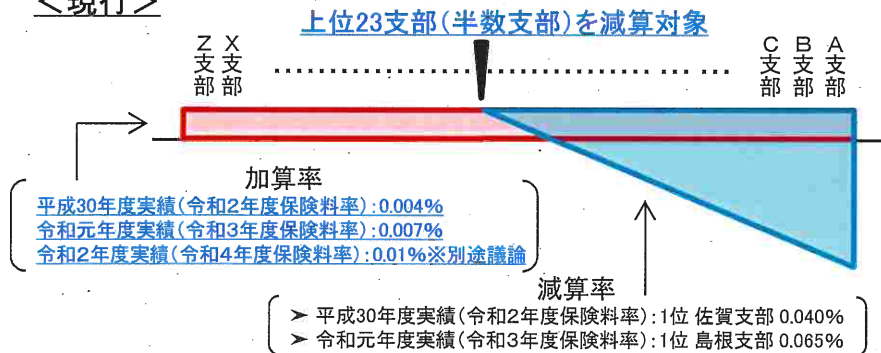 ＜現行＞
上位23支部(半数支部)を減算対象
Z支部
X支部
C支部
B支部
A支部
加算率
平成30年度実績(令和2年度保険料率):0.004%
令和元年度実績(令和3年度保険料率):0.007%
令和2年度実績(令和4年度保険料率):0.01%※別途議論
減算率
➤ 平成30年度実績(令和2年度保険料率):1位 佐賀支部 0.040%
➤ 令和元年度実績(令和3年度保険料率):1位 島根支部 0.065%